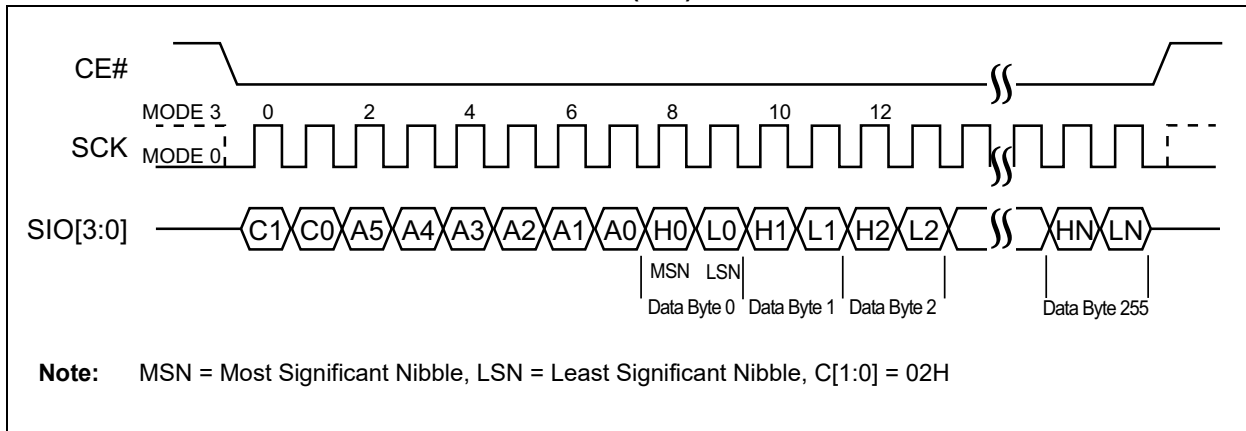 CE#
MODE 3 0 2 4 6 8 10 12
SCK
MODE 0
SIO[3:0] C1 C0 A5 A4 A3 A2 A1 A0 H0 L0 H1 L1 H2 L2 HN LN
MSN LSN
Data Byte 0 Data Byte 1 Data Byte 2 Data Byte 255
Note: MSN = Most Significant Nibble, LSN = Least Significant Nibble, C[1:0] = 02H